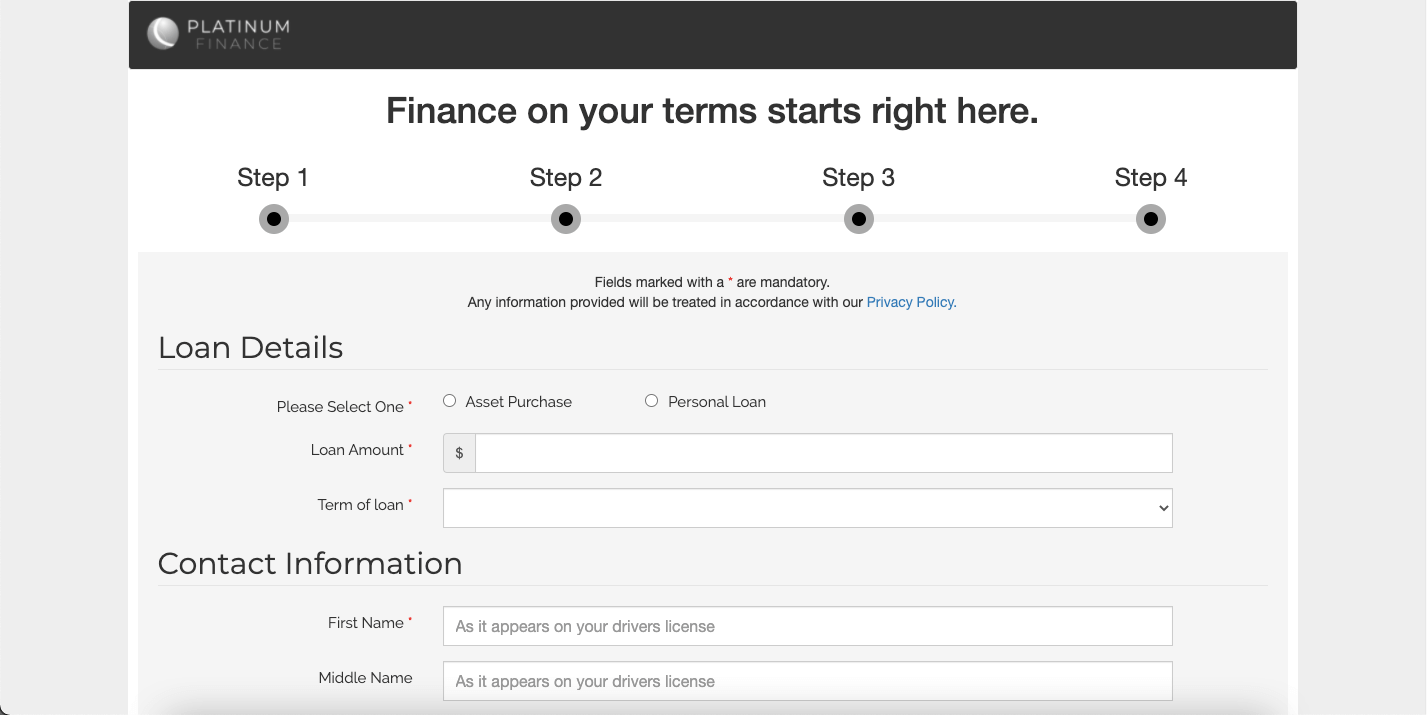 PLATINUM
FINANCE
Finance on your terms starts right here.
Step 1 Step 2 Step 3 Step 4
Fields marked with a * are mandatory.
Any information provided will be treated in accordance with our Privacy Policy.
Loan Details
Please Select One * Asset Purchase Personal Loan
Loan Amount * $
Term of loan *
Contact Information
First Name * As it appears on your drivers license
Middle Name As it appears on your drivers license